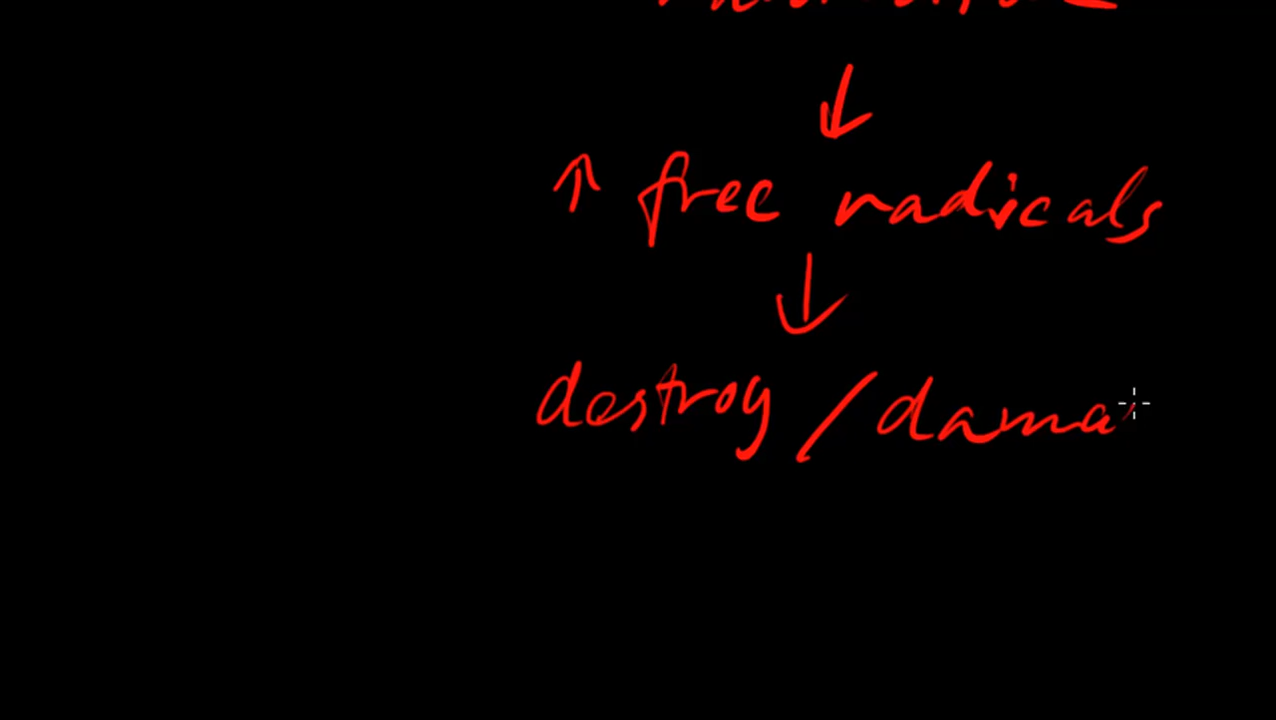 ↓
↑ free radicals
↓
destroy / dama